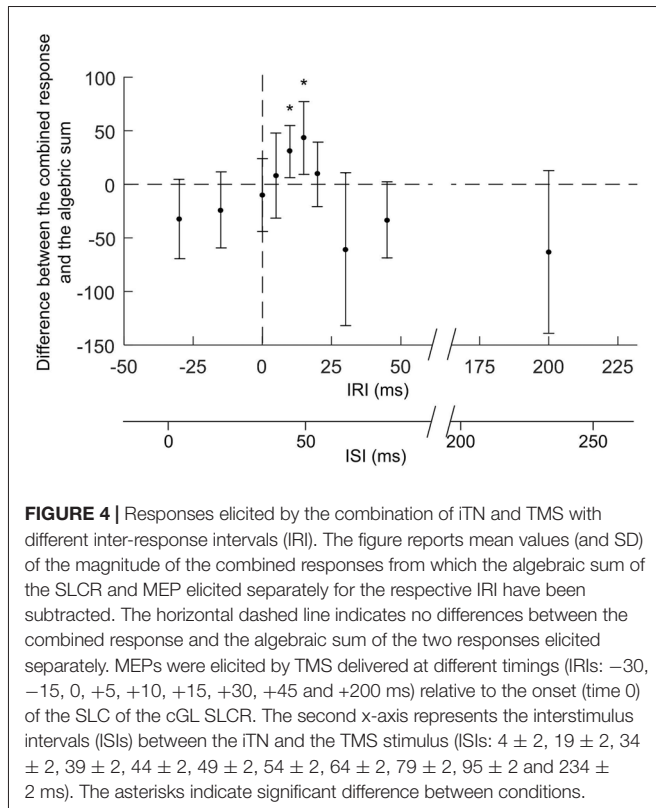 Difference between the combined response
and the algebric sum
100
50
0
-50
-100
-150
* *
-50 -25 0 25 50 175 200 225
IRI (ms)
0 50 200 250
ISI (ms)
FIGURE 4 | Responses elicited by the combination of iTN and TMS with
different inter-response intervals (IRI). The figure reports mean values (and SD)
of the magnitude of the combined responses from which the algebraic sum of
the SLCR and MEP elicited separately for the respective IRI have been
subtracted. The horizontal dashed line indicates no differences between the
combined response and the algebraic sum of the two responses elicited
separately. MEPs were elicited by TMS delivered at different timings (IRIs: −30,
−15, 0, +5, +10, +15, +30, +45 and +200 ms) relative to the onset (time 0)
of the SLC of the cGL SLCR. The second x-axis represents the interstimulus
intervals (ISIs) between the iTN and the TMS stimulus (ISIs: 4 ± 2, 19 ± 2, 34
± 2, 39 ± 2, 44 ± 2, 49 ± 2, 54 ± 2, 64 ± 2, 79 ± 2, 95 ± 2 and 234 ±
2 ms). The asterisks indicate significant difference between conditions.